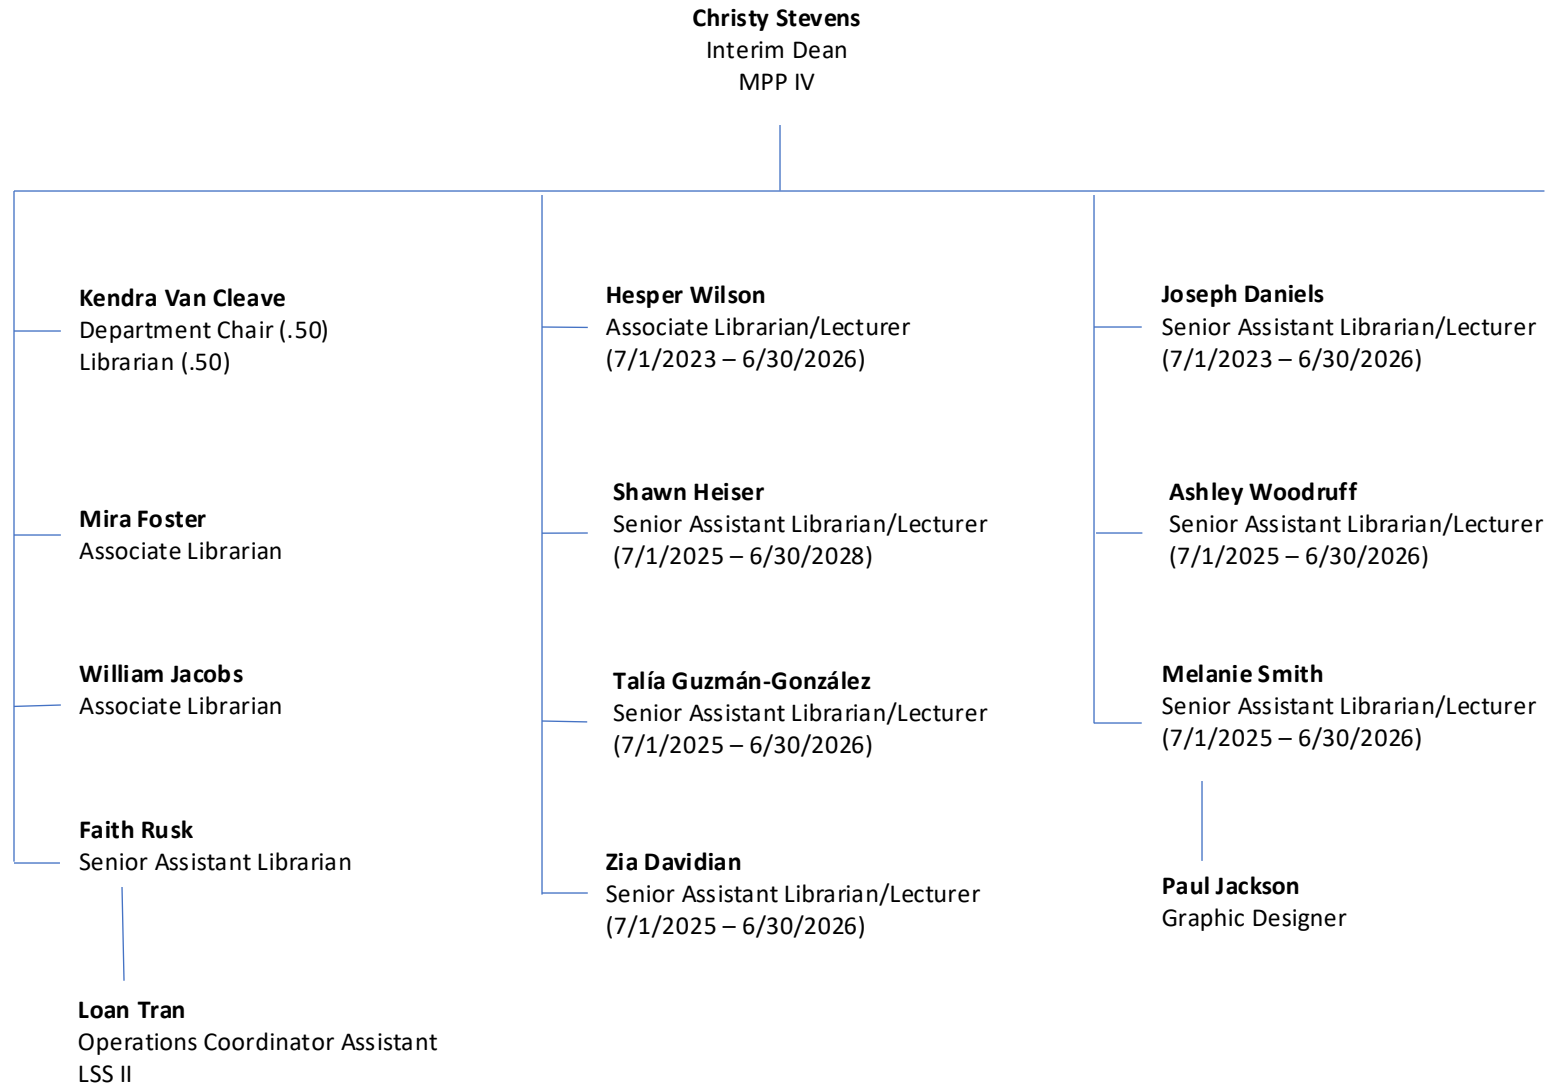 Christy Stevens
Interim Dean
MPP IV
Kendra Van Cleave
Department Chair (.50)
Librarian (.50)
Mira Foster
Associate Librarian
William Jacobs
Associate Librarian
Faith Rusk
Senior Assistant Librarian
Loan Tran
Operations Coordinator Assistant
LSS II
Hesper Wilson
Associate Librarian/Lecturer
(7/1/2023 – 6/30/2026)
Shawn Heiser
Senior Assistant Librarian/Lecturer
(7/1/2025 – 6/30/2028)
Talía Guzmán-González
Senior Assistant Librarian/Lecturer
(7/1/2025 – 6/30/2026)
Zia Davidian
Senior Assistant Librarian/Lecturer
(7/1/2025 – 6/30/2026)
Joseph Daniels
Senior Assistant Librarian/Lecturer
(7/1/2023 – 6/30/2026)
Ashley Woodruff
Senior Assistant Librarian/Lecturer
(7/1/2025 – 6/30/2026)
Melanie Smith
Senior Assistant Librarian/Lecturer
(7/1/2025 – 6/30/2026)
Paul Jackson
Graphic Designer